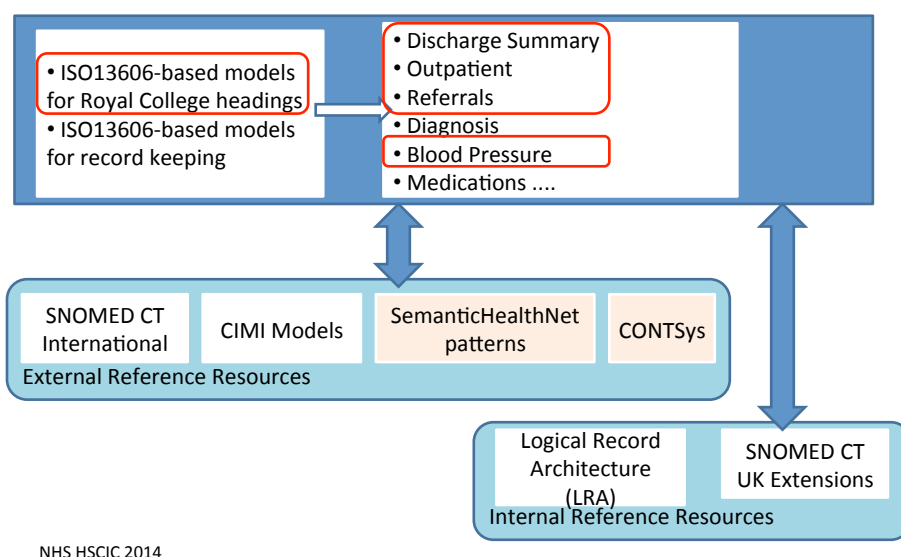 • ISO13606-based models
for Royal College headings
• ISO13606-based models
for record keeping
• Discharge Summary
• Outpatient
• Referrals
• Diagnosis
• Blood Pressure
• Medications ....
SNOMED CT
International
CIMI Models
SemanticHealthNet
patterns
CONTSys
External Reference Resources
Logical Record
Architecture
(LRA)
SNOMED CT
UK Extensions
Internal Reference Resources
NHS HSCIC 2014